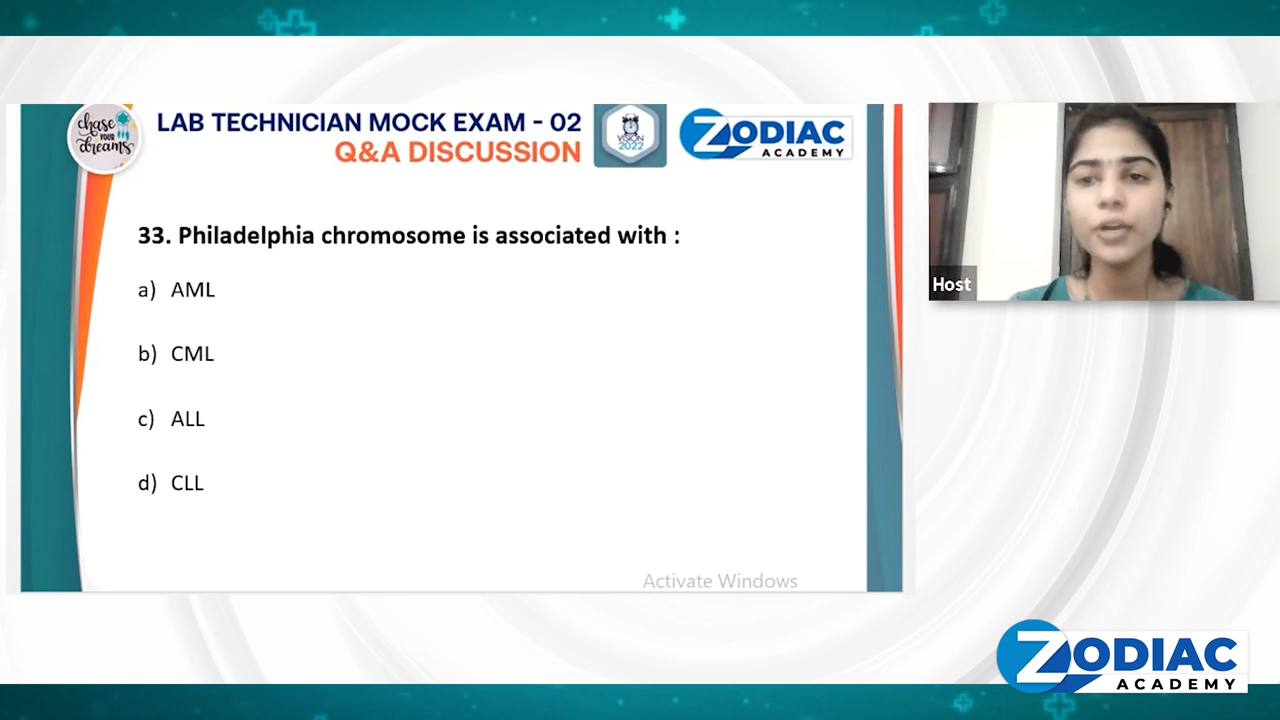 chase
YOUR
dreams
LAB TECHNICIAN MOCK EXAM - 02
Q&A DISCUSSION
VISION
2022
ZODIAC
ACADEMY
33. Philadelphia chromosome is associated with :
a) AML
b) CML
c) ALL
d) CLL
Activate Windows
Host
ZODIAC
ACADEMY